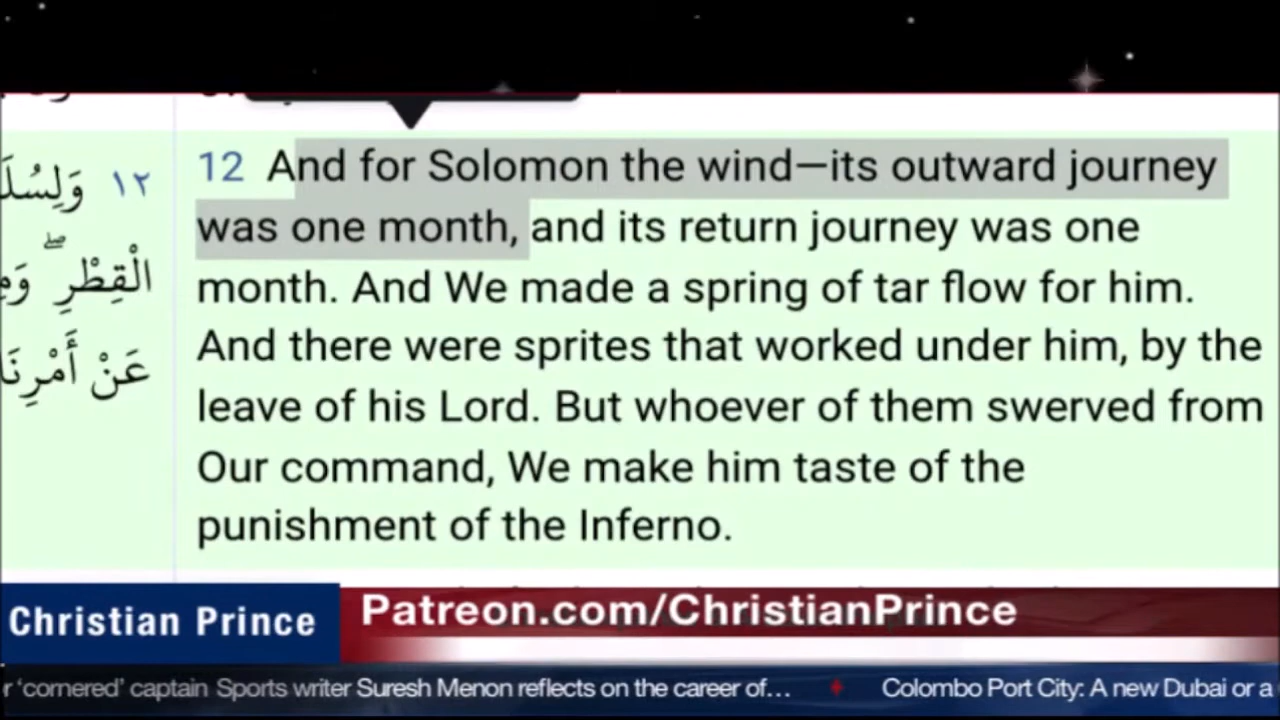 12 And for Solomon the wind—its outward journey
was one month, and its return journey was one
month. And We made a spring of tar flow for him.
And there were sprites that worked under him, by the
leave of his Lord. But whoever of them swerved from
Our command, We make him taste of the
punishment of the Inferno.
١٢
الْقِطْرِ ۖ
عَنْ أَمْرِنَا
Christian Prince
Patreon.com/ChristianPrince
r ‘cornered’ captain Sports writer Suresh Menon reflects on the career of… Colombo Port City: A new Dubai or a